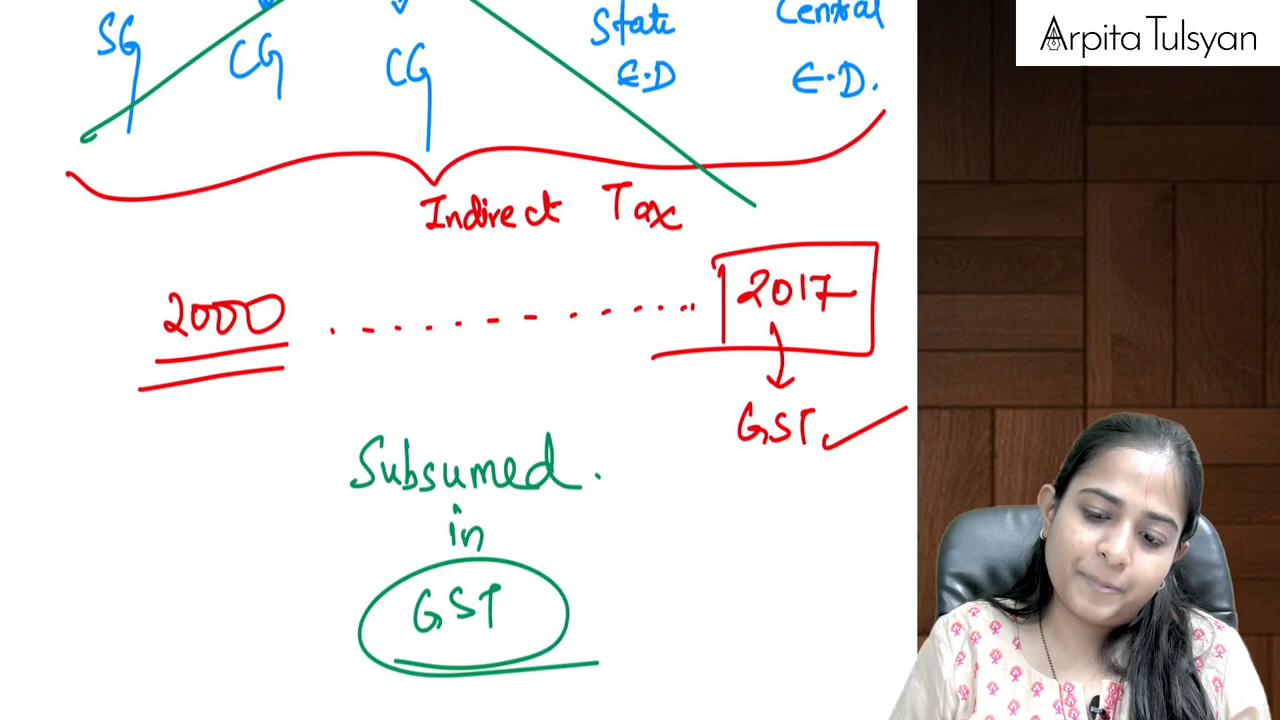 Arpita Tulsyan
State
Central
SG
CG
CG
E.D
E.D.
Indirect Tax
2000 ........... 2017
GST
Subsumed.
in
GST